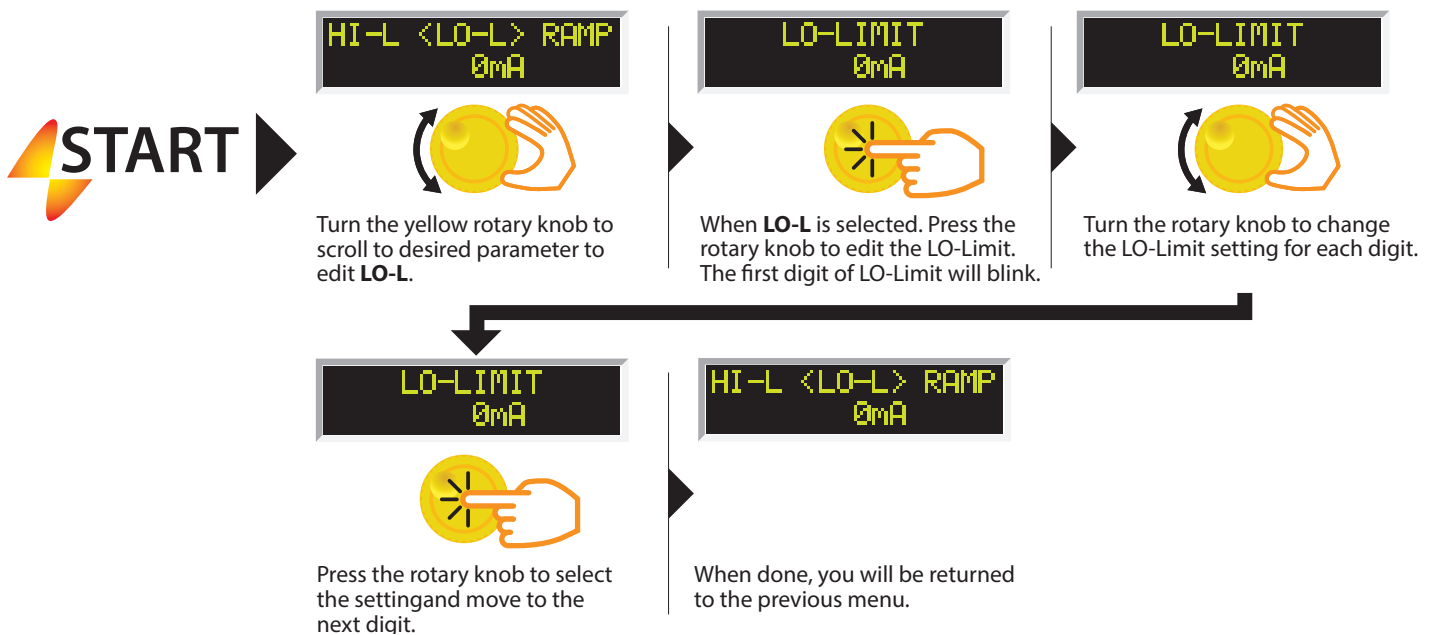 START
HI-L <LO-L> RAMP
0mA
Turn the yellow rotary knob to
scroll to desired parameter to
edit LO-L.
LO-LIMIT
0mA
When LO-L is selected. Press the
rotary knob to edit the LO-Limit.
The first digit of LO-Limit will blink.
LO-LIMIT
0mA
Turn the rotary knob to change
the LO-Limit setting for each digit.
LO-LIMIT
0mA
Press the rotary knob to select
the settingand move to the
next digit.
HI-L <LO-L> RAMP
0mA
When done, you will be returned
to the previous menu.